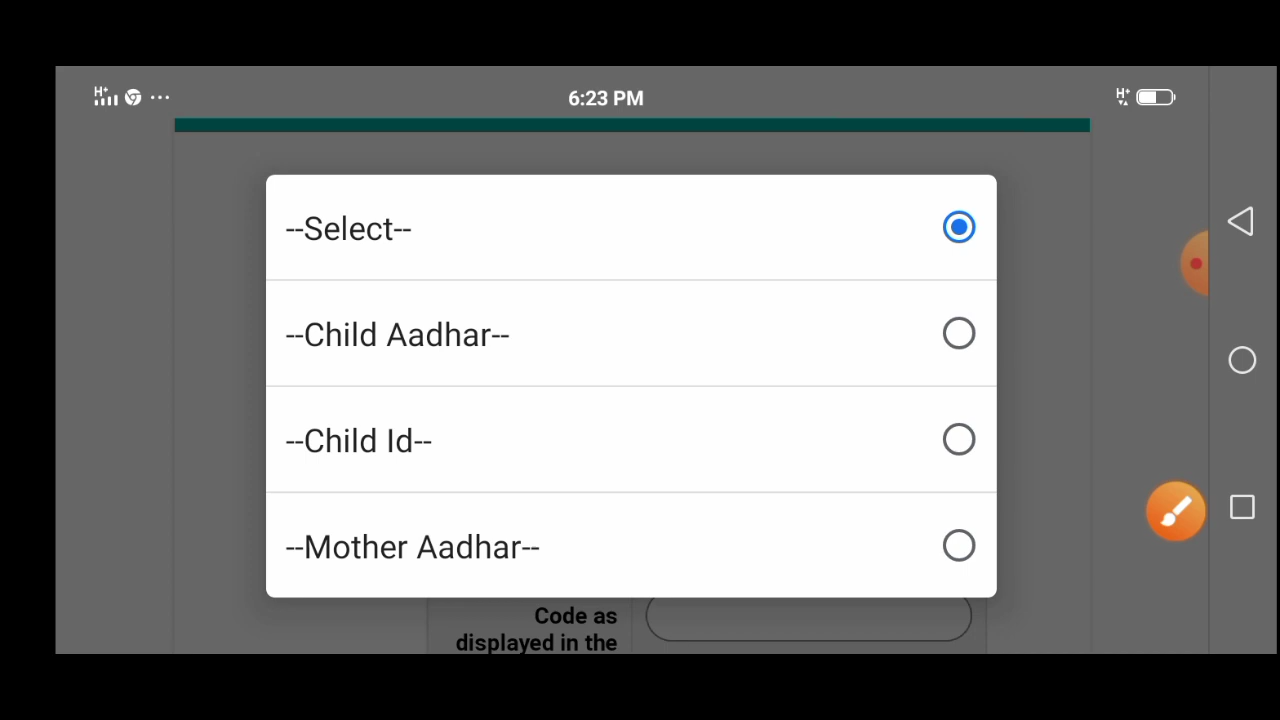 H+ ... 6:23 PM H+
--Select--
--Child Aadhar--
--Child Id--
--Mother Aadhar--
Code as
displayed in the